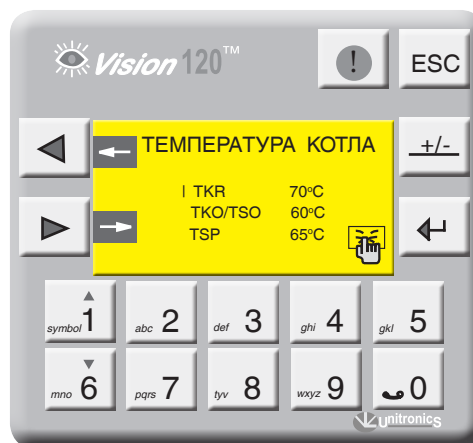 Vision 120™
!
ESC
ТЕМПЕРАТУРА КОТЛА
+/-
I TKR 70°C
TKO/TSO 60°C
TSP 65°C
symbol 1
abc 2
def 3
ghi 4
gkl 5
mno 6
pqrs 7
tyv 8
wxyz 9
0
unitronics